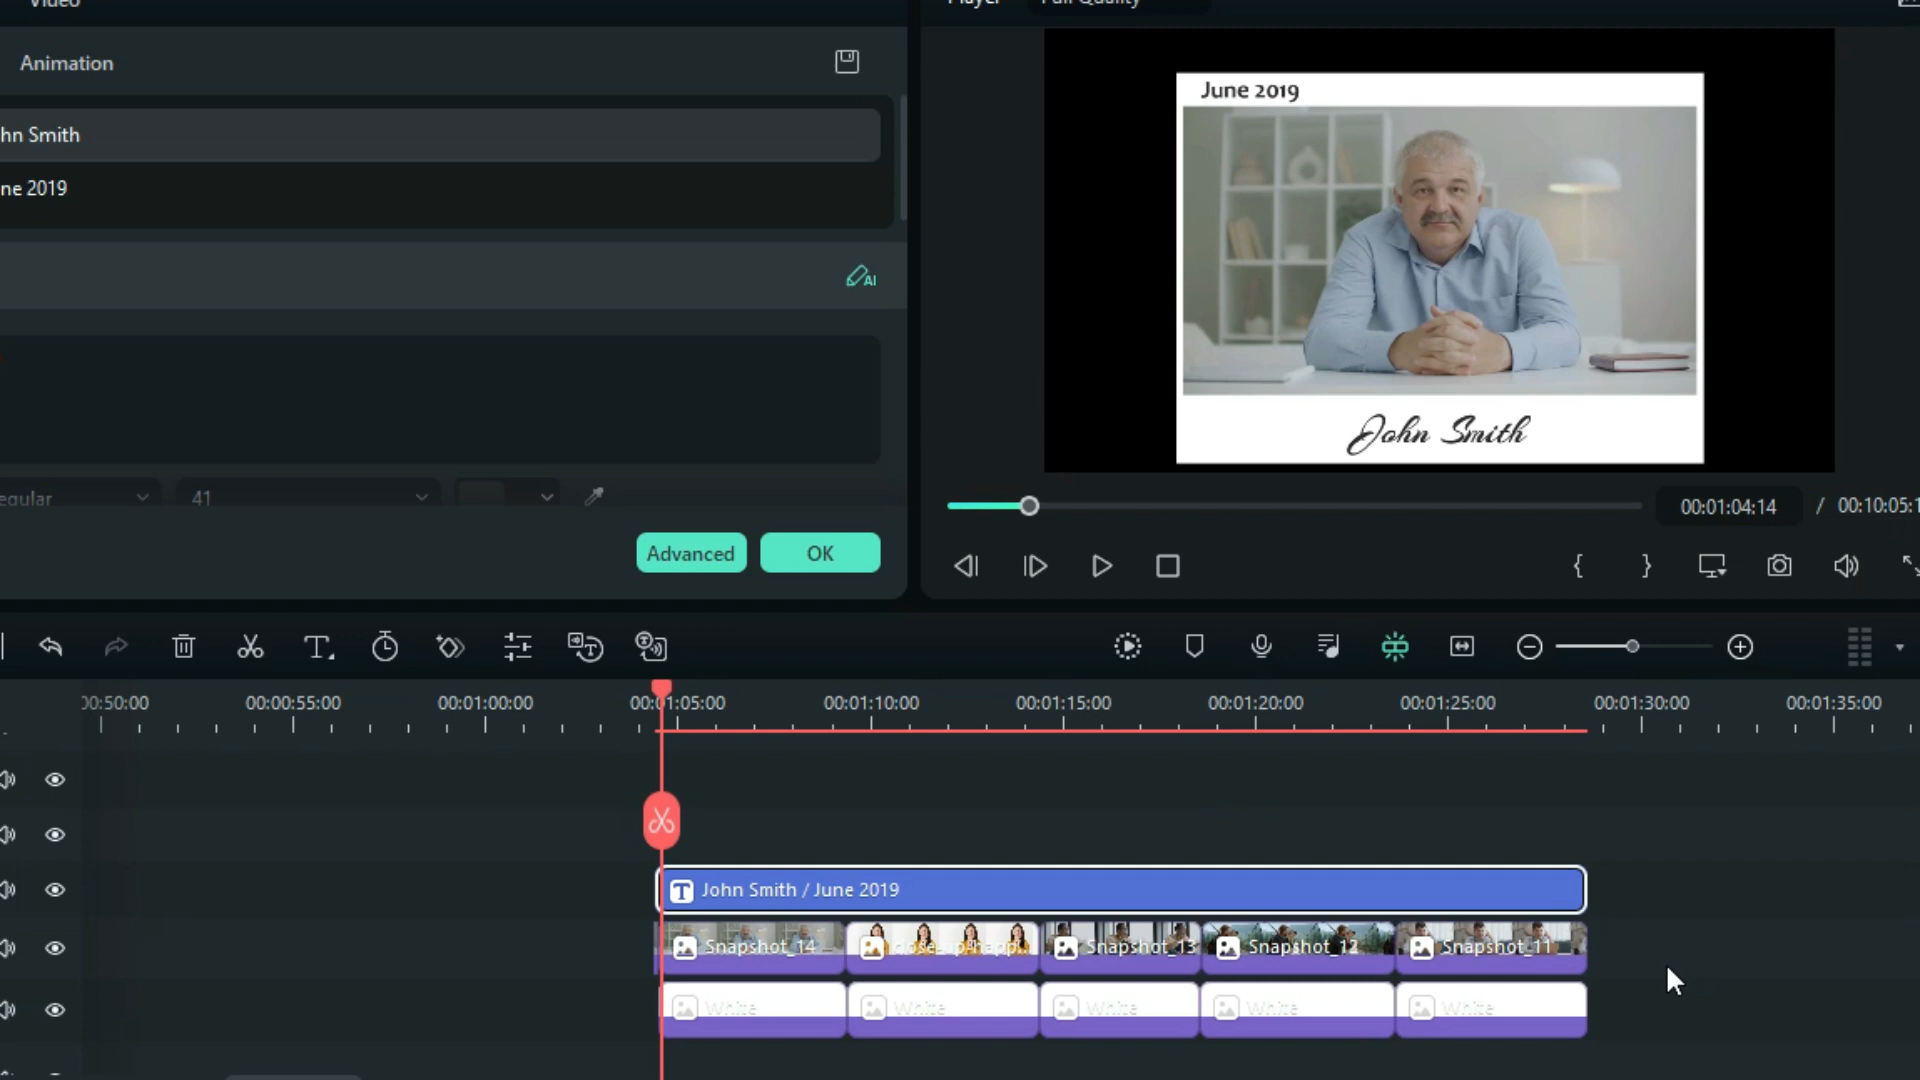 Video
Player
Full Quality
Animation
hn Smith
ne 2019
AI
egular
41
Advanced
OK
June 2019
John Smith
00:01:04:14 / 00:10:05:1
00:50:00
00:00:55:00
00:01:00:00
00:01:05:00
00:01:10:00
00:01:15:00
00:01:20:00
00:01:25:00
00:01:30:00
00:01:35:00
John Smith / June 2019
Snapshot_14
close-up-happ...
Snapshot_13
Snapshot_12
Snapshot_11
White
White
White
White
White